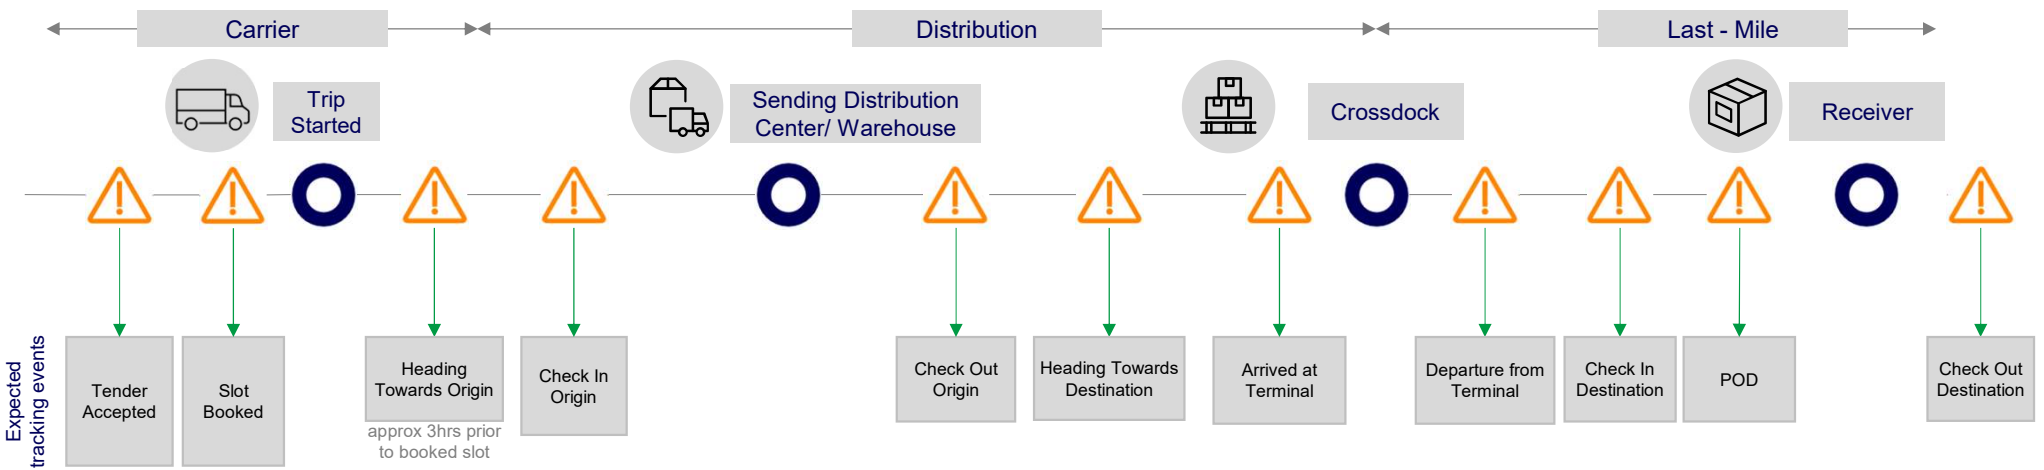 Carrier
Distribution
Last - Mile
Trip
Started
Sending Distribution
Center/ Warehouse
Crossdock
Receiver
Expected
tracking events
Tender
Accepted
Slot
Booked
Heading
Towards Origin
approx 3hrs prior
to booked slot
Check In
Origin
Check Out
Origin
Heading Towards
Destination
Arrived at
Terminal
Departure from
Terminal
Check In
Destination
POD
Check Out
Destination